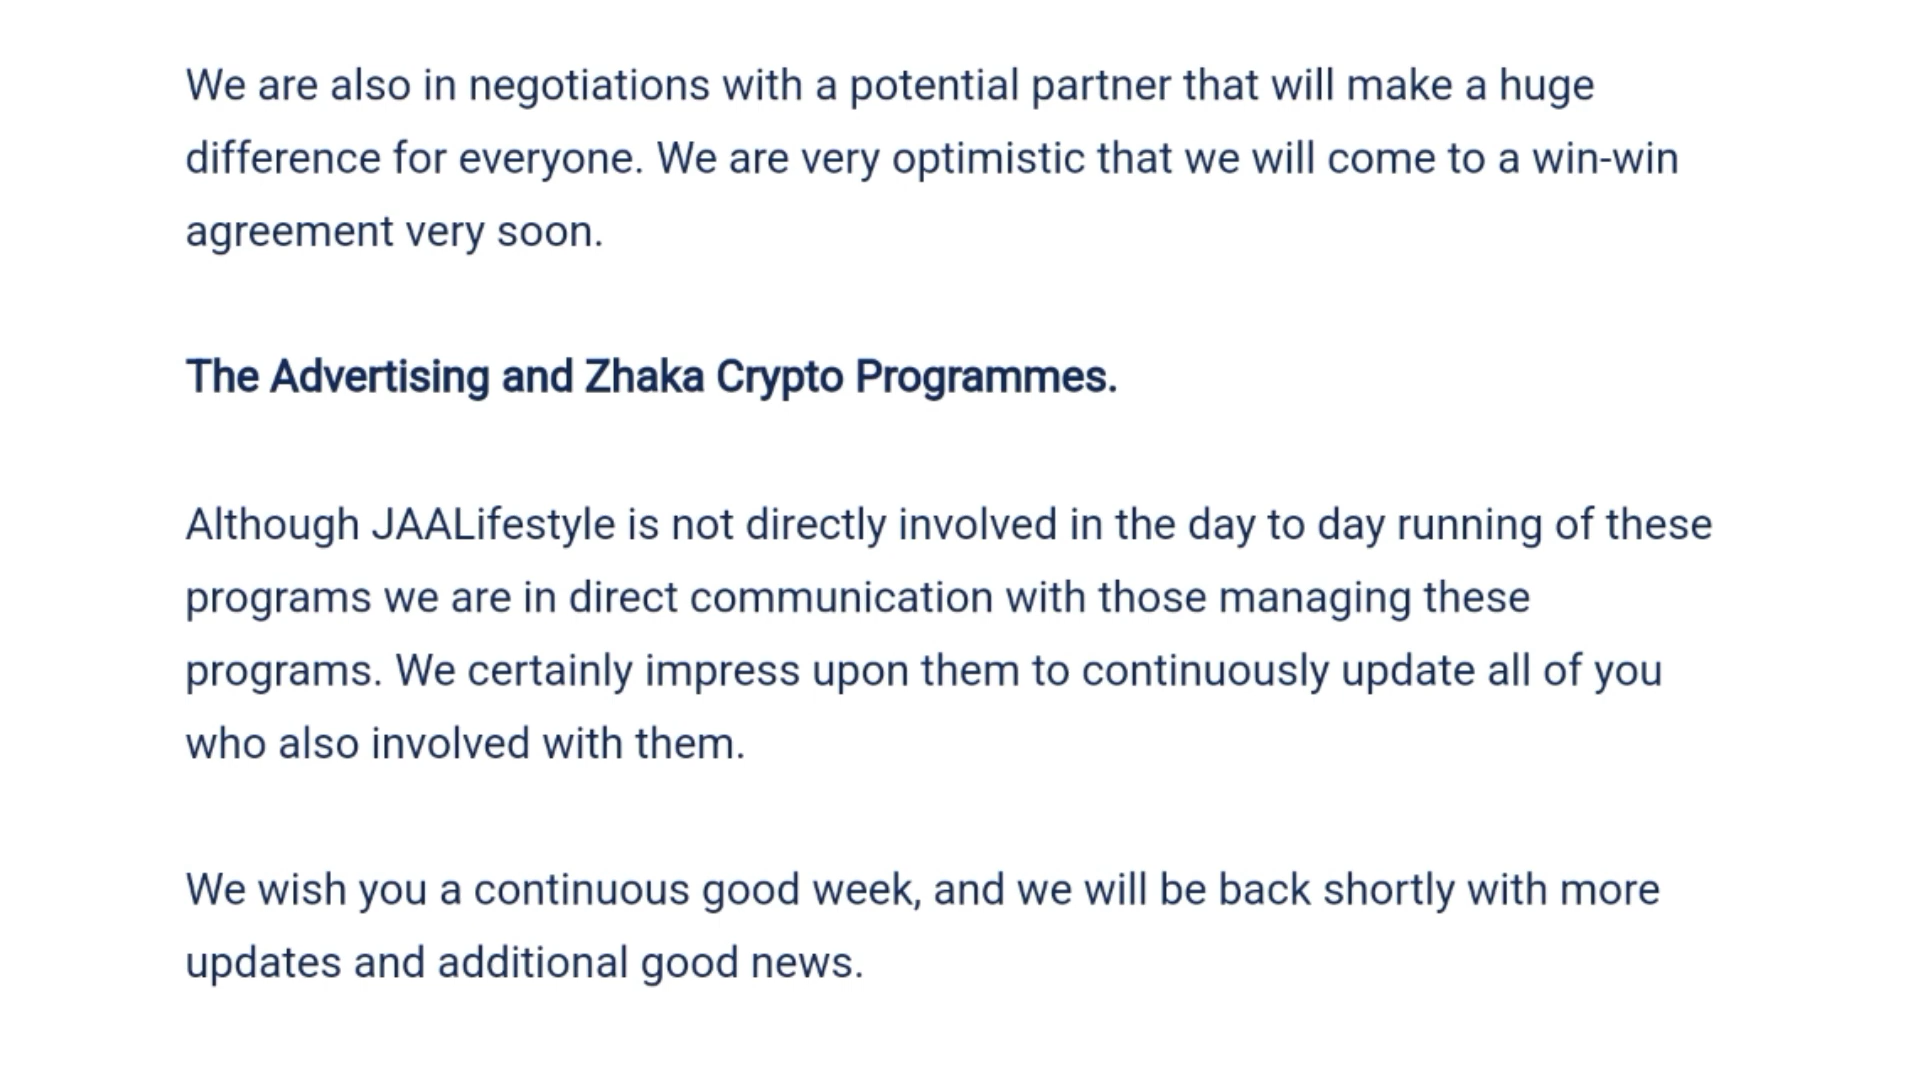 We are also in negotiations with a potential partner that will make a huge
difference for everyone. We are very optimistic that we will come to a win-win
agreement very soon.
The Advertising and Zhaka Crypto Programmes.
Although JAALifestyle is not directly involved in the day to day running of these
programs we are in direct communication with those managing these
programs. We certainly impress upon them to continuously update all of you
who also involved with them.
We wish you a continuous good week, and we will be back shortly with more
updates and additional good news.